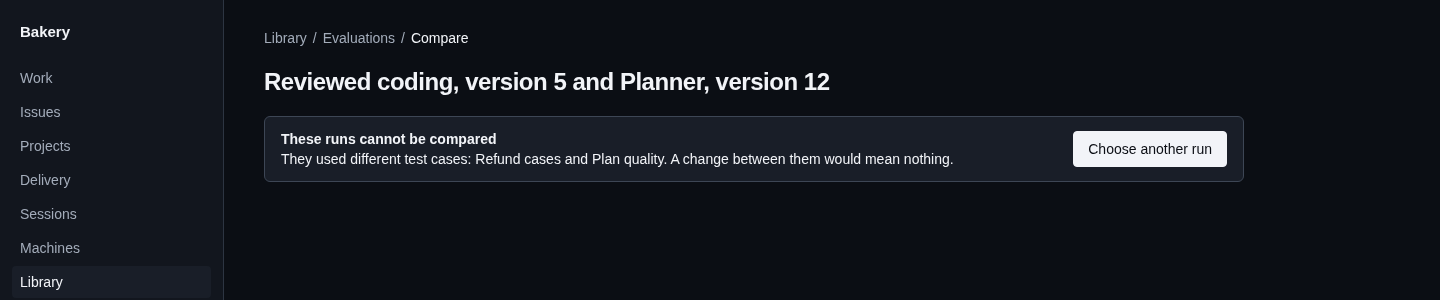 Bakery
Work
Issues
Projects
Delivery
Sessions
Machines
Library
Library / Evaluations / Compare
Reviewed coding, version 5 and Planner, version 12
These runs cannot be compared
They used different test cases: Refund cases and Plan quality. A change between them would mean nothing.
Choose another run